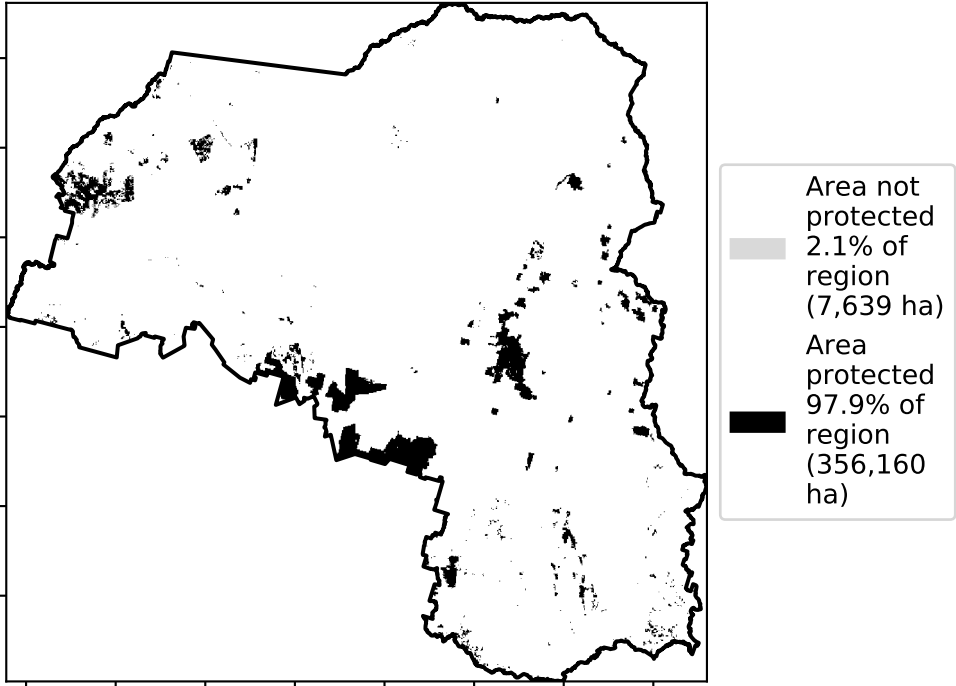 Area not
protected
2.1% of
region
(7,639 ha)
Area
protected
97.9% of
region
(356,160
ha)